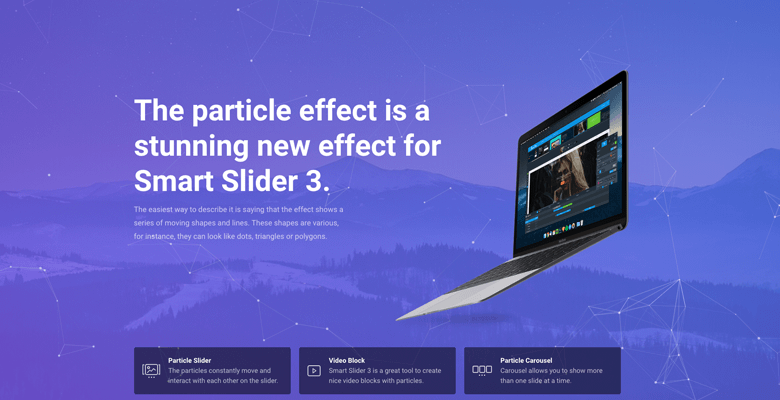 The particle effect is a
stunning new effect for
Smart Slider 3.
The easiest way to describe it is saying that the effect shows a
series of moving shapes and lines. These shapes are various,
for instance, they can look like dots, triangles or polygons.
Particle Slider
The particles constantly move and
interact with each other on the slider.
Video Block
Smart Slider 3 is a great tool to create
nice video blocks with particles.
Particle Carousel
Carousel allows you to show more
than one slide at a time.